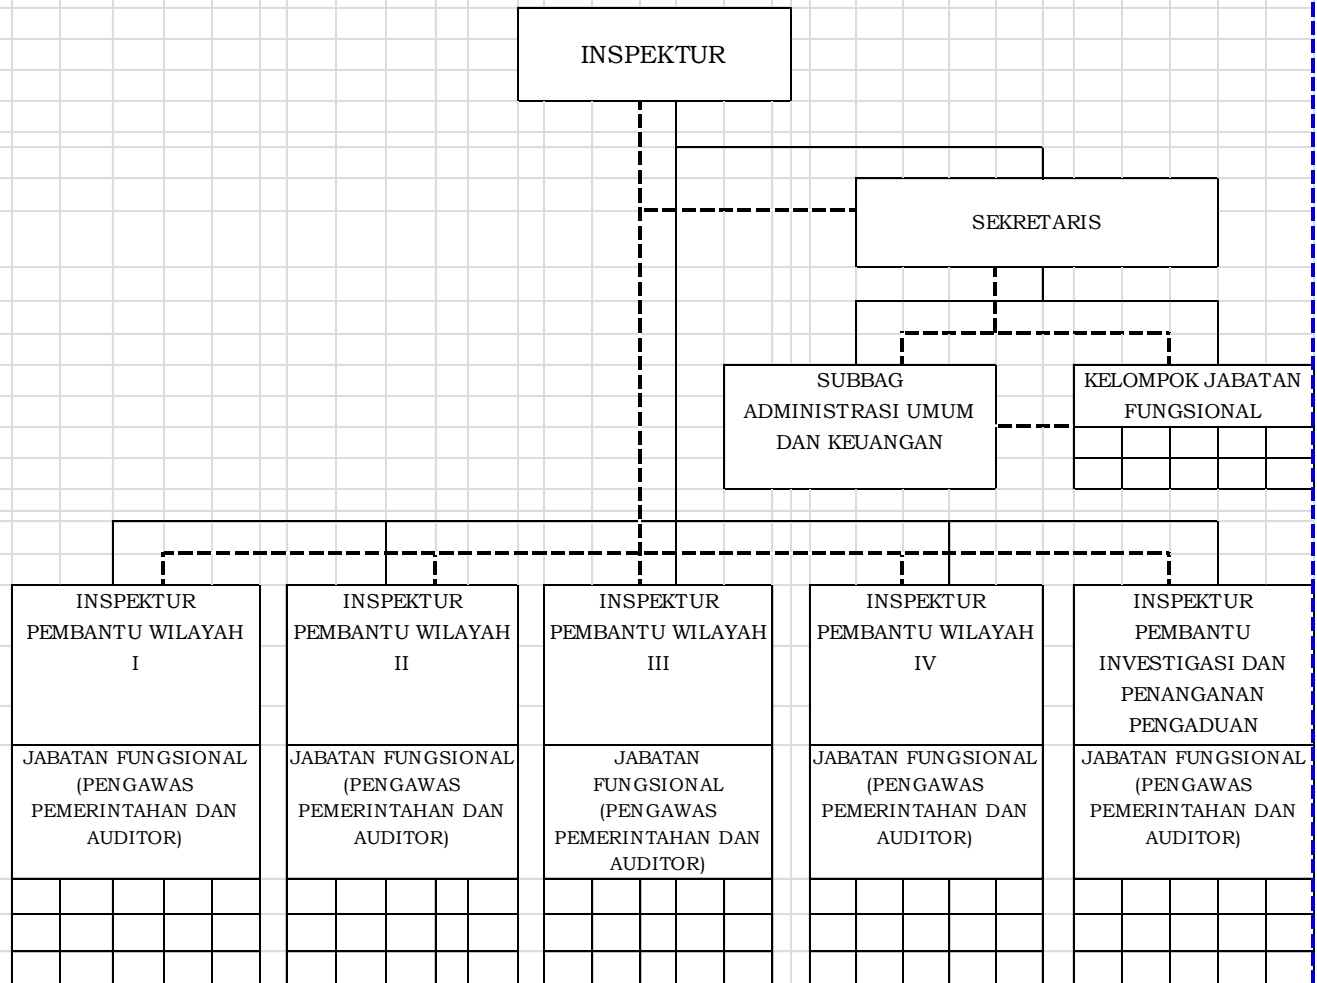 INSPEKTUR
SEKRETARIS
SUBBAG
ADMINISTRASI UMUM
DAN KEUANGAN
KELOMPOK JABATAN
FUNGSIONAL
INSPEKTUR
PEMBANTU WILAYAH
I
INSPEKTUR
PEMBANTU WILAYAH
II
INSPEKTUR
PEMBANTU WILAYAH
III
INSPEKTUR
PEMBANTU WILAYAH
IV
INSPEKTUR
PEMBANTU
INVESTIGASI DAN
PENANGANAN
PENGADUAN
JABATAN FUNGSIONAL
(PENGAWAS
PEMERINTAHAN DAN
AUDITOR)
JABATAN FUNGSIONAL
(PENGAWAS
PEMERINTAHAN DAN
AUDITOR)
JABATAN
FUNGSIONAL
(PENGAWAS
PEMERINTAHAN DAN
AUDITOR)
JABATAN FUNGSIONAL
(PENGAWAS
PEMERINTAHAN DAN
AUDITOR)
JABATAN FUNGSIONAL
(PENGAWAS
PEMERINTAHAN DAN
AUDITOR)